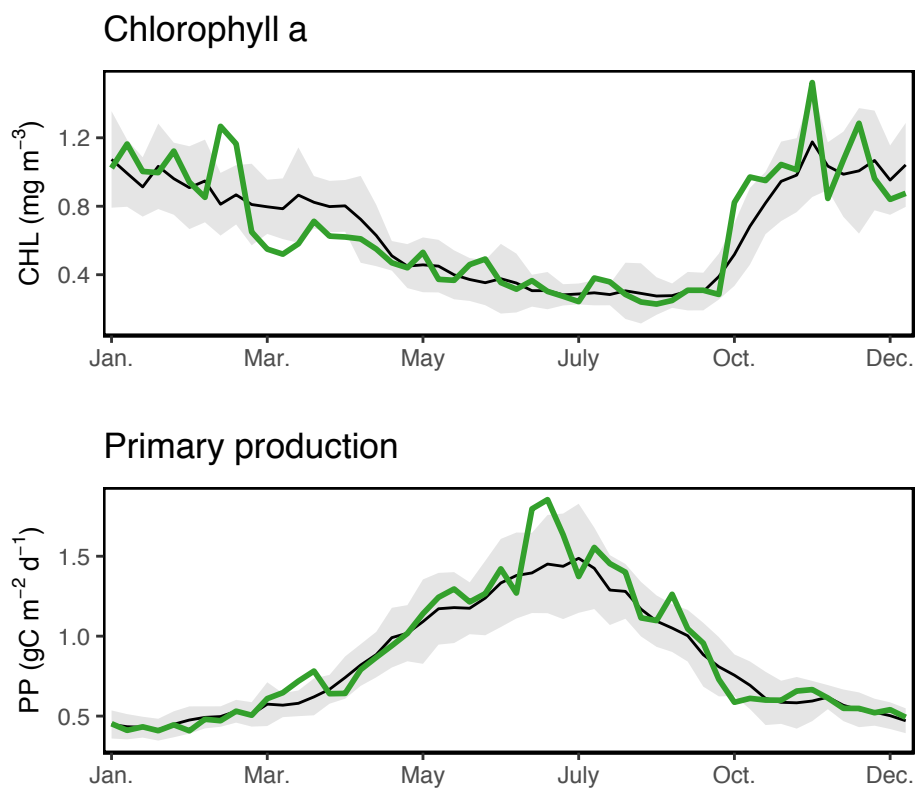 Chlorophyll a
CHL (mg m⁻³)
1.2
0.8
0.4
Jan. Mar. May July Oct. Dec.
Primary production
PP (gC m⁻² d⁻¹)
1.5
1.0
0.5
Jan. Mar. May July Oct. Dec.